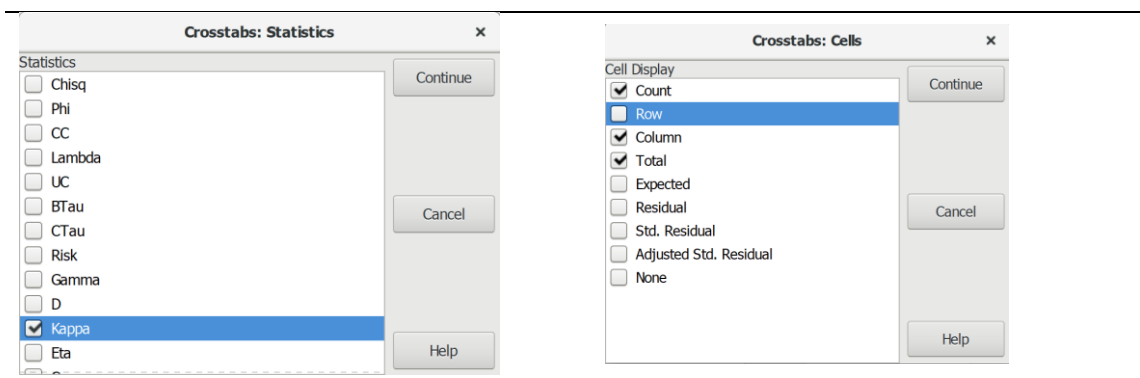 Crosstabs: Statistics
Statistics
Chisq
Phi
CC
Lambda
UC
BTau
CTau
Risk
Gamma
D
Kappa
Eta
Continue
Cancel
Help
Crosstabs: Cells
Cell Display
Count
Row
Column
Total
Expected
Residual
Std. Residual
Adjusted Std. Residual
None
Continue
Cancel
Help